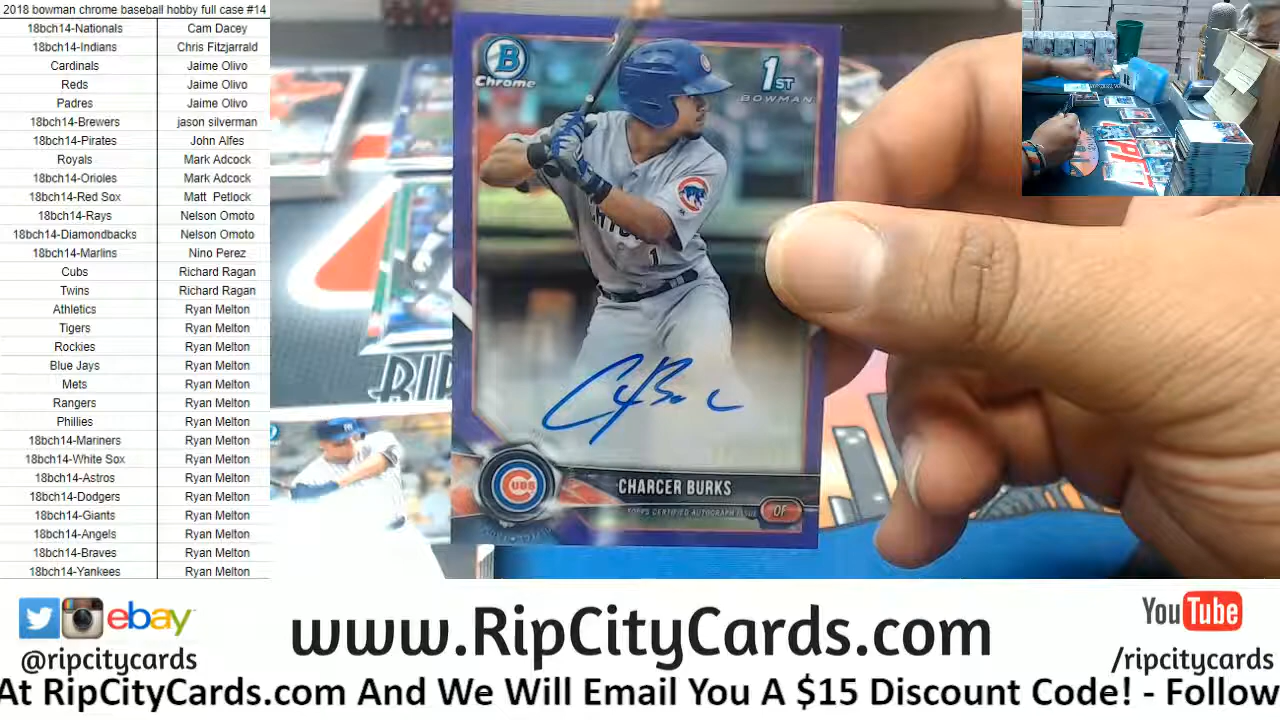 2018 bowman chrome baseball hobby full case #14
18bch14-Nationals Cam Dacey
18bch14-Indians Chris Fitzjarrald
Cardinals Jaime Olivo
Reds Jaime Olivo
Padres Jaime Olivo
18bch14-Brewers jason silverman
18bch14-Pirates John Alfes
Royals Mark Adcock
18bch14-Orioles Mark Adcock
18bch14-Red Sox Matt Petlock
18bch14-Rays Nelson Omoto
18bch14-Diamondbacks Nelson Omoto
18bch14-Marlins Nino Perez
Cubs Richard Ragan
Twins Richard Ragan
Athletics Ryan Melton
Tigers Ryan Melton
Rockies Ryan Melton
Blue Jays Ryan Melton
Mets Ryan Melton
Rangers Ryan Melton
Phillies Ryan Melton
18bch14-Mariners Ryan Melton
18bch14-White Sox Ryan Melton
18bch14-Astros Ryan Melton
18bch14-Dodgers Ryan Melton
18bch14-Giants Ryan Melton
18bch14-Angels Ryan Melton
18bch14-Braves Ryan Melton
18bch14-Yankees Ryan Melton
B
Chrome
1ST
BOWMAN
1
CUBS
CHARCER BURKS
TOPPS CERTIFIED AUTOGRAPH ISSUE
OF
RIP
ebay
@ripcitycards
www.RipCityCards.com
YouTube
/ripcitycards
At RipCityCards.com And We Will Email You A $15 Discount Code! - Follow